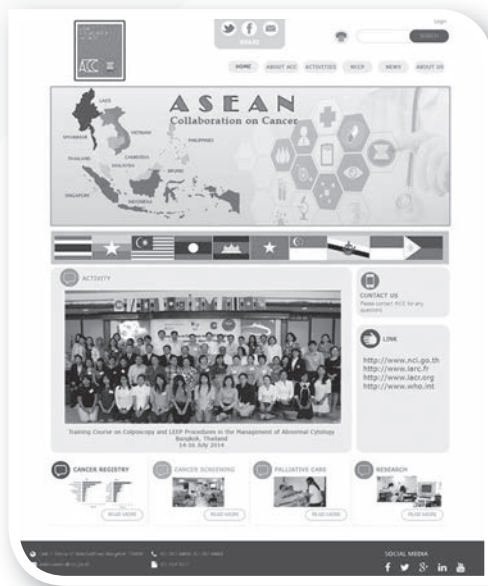 Login
SHARE
SEARCH
ACC
HOME
ABOUT ACC
ACTIVITIES
NCCP
NEWS
ABOUT US
ASEAN
Collaboration on Cancer
LAOS
MYANMAR
VIETNAM
PHILIPPINES
THAILAND
CAMBODIA
MALAYSIA
BRUNEI
SINGAPORE
INDONESIA
ACTIVITY
Training Course on Colposcopy and LEEP Procedures in the Management of Abnormal Cytology
Bangkok, Thailand
14-16 July 2014
CONTACT US
Please contact ACC for any
questions
LINK
http://www.nci.go.th
http://www.iarc.fr
http://www.iacr.org
http://www.who.int
CANCER REGISTRY
READ MORE
CANCER SCREENING
READ MORE
PALLIATIVE CARE
READ MORE
RESEARCH
READ MORE
SOCIAL MEDIA